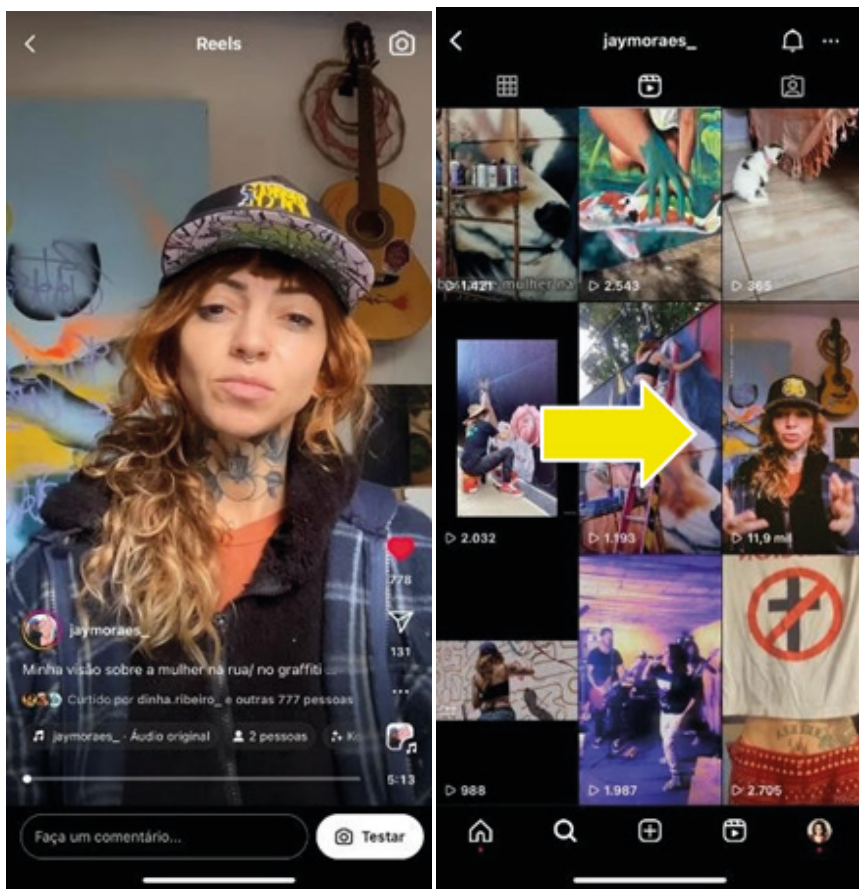 Reels
jaymoraes_
778
131
Minha visão sobre a mulher na rua/ no graffiti
Curtido por dinha.ribeiro_ e outras 777 pessoas
jaymoraes_ · Áudio original
2 pessoas
5:13
Faça um comentário...
Testar
jaymoraes_
mulher na
1.421
2.543
365
2.032
1.193
11,9 mil
988
1.987
2.705